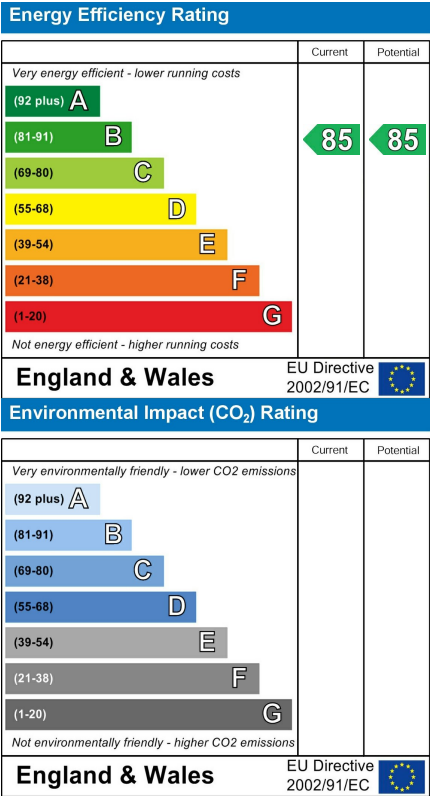 Energy Efficiency Rating
Current Potential
Very energy efficient - lower running costs
(92 plus) A
(81-91) B 85 85
(69-80) C
(55-68) D
(39-54) E
(21-38) F
(1-20) G
Not energy efficient - higher running costs
England & Wales EU Directive
2002/91/EC
Environmental Impact (CO₂) Rating
Current Potential
Very environmentally friendly - lower CO2 emissions
(92 plus) A
(81-91) B
(69-80) C
(55-68) D
(39-54) E
(21-38) F
(1-20) G
Not environmentally friendly - higher CO2 emissions
England & Wales EU Directive
2002/91/EC